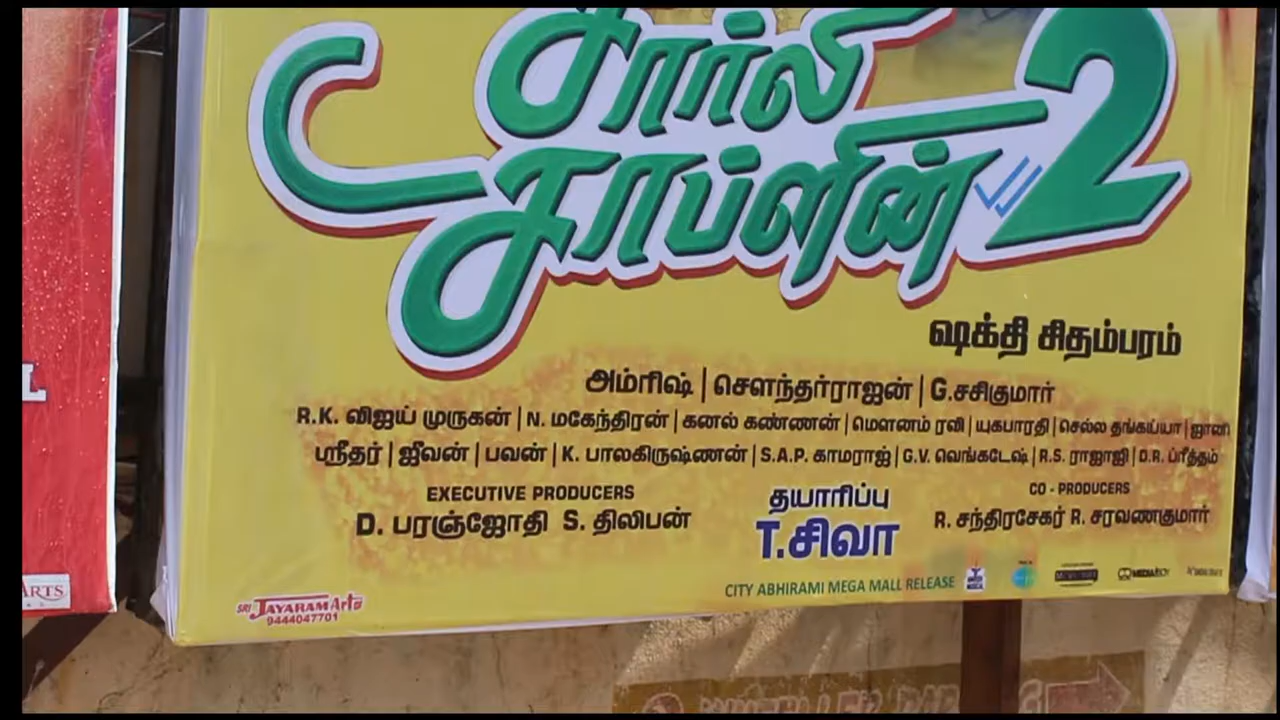 சார்லி
சாப்ளின் 2
ஷக்தி சிதம்பரம்
அம்ரிஷ் | சௌந்தர்ராஜன் | G.சசிகுமார்
R.K. விஜய் முருகன் | N. மகேந்திரன் | கனல் கண்ணன் | மௌனம் ரவி | யுகபாரதி | செல்ல தங்கய்யா | ஜானி
ஸ்ரீதர் | ஜீவன் | பவன் | K. பாலகிருஷ்ணன் | S.A.P. காமராஜ் | G.V. வெங்கடேஷ் | R.S. ராஜாஜி | D.R. ப்ரீத்தம்
EXECUTIVE PRODUCERS
D. பரஞ்ஜோதி S. திலிபன்
தயாரிப்பு
T.சிவா
CO - PRODUCERS
R. சந்திரசேகர் R. சரவணகுமார்
CITY ABHIRAMI MEGA MALL RELEASE
SRI JAYARAM Arts
9444047701
ARTS